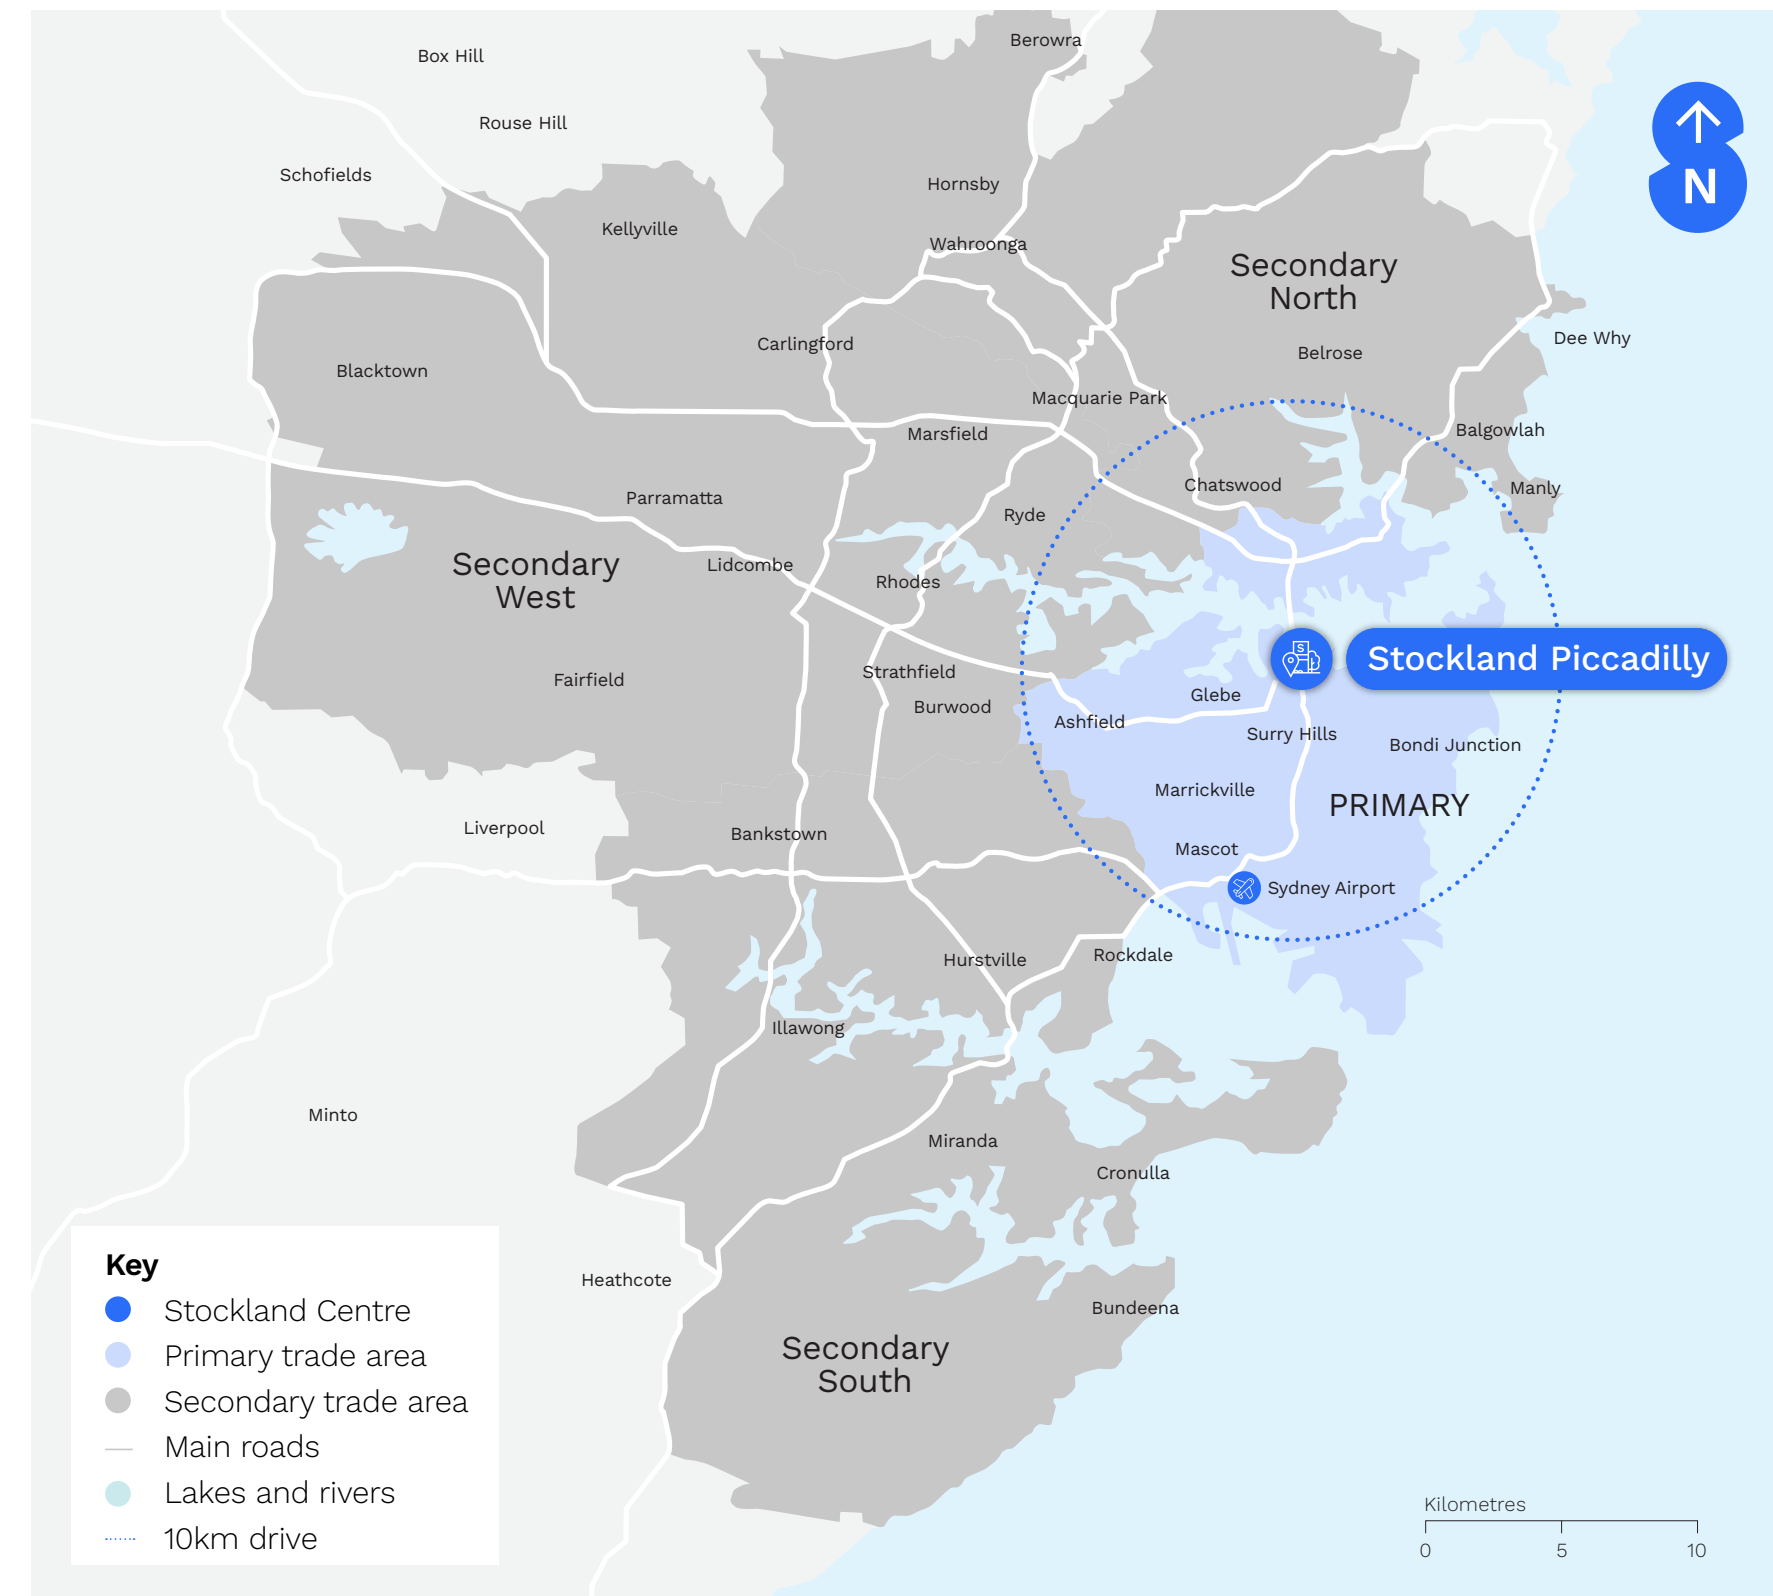 Berowra
Box Hill
Rouse Hill
Schofields
Hornsby
Kellyville
Wahroonga
N
Secondary
North
Dee Why
Carlingford
Belrose
Blacktown
Macquarie Park
Marsfield
Balgowlah
Chatswood
Manly
Parramatta
Ryde
Secondary
West
Lidcombe
Rhodes
S
Stockland Piccadilly
Strathfield
Fairfield
Glebe
Burwood
Ashfield
Surry Hills
Bondi Junction
Marrickville
PRIMARY
Liverpool
Bankstown
Mascot
Sydney Airport
Hurstville
Rockdale
Illawong
Minto
Miranda
Cronulla
Heathcote
Bundeena
Secondary
South
Key
Stockland Centre
Primary trade area
Secondary trade area
Main roads
Lakes and rivers
10km drive
Kilometres
0 5 10